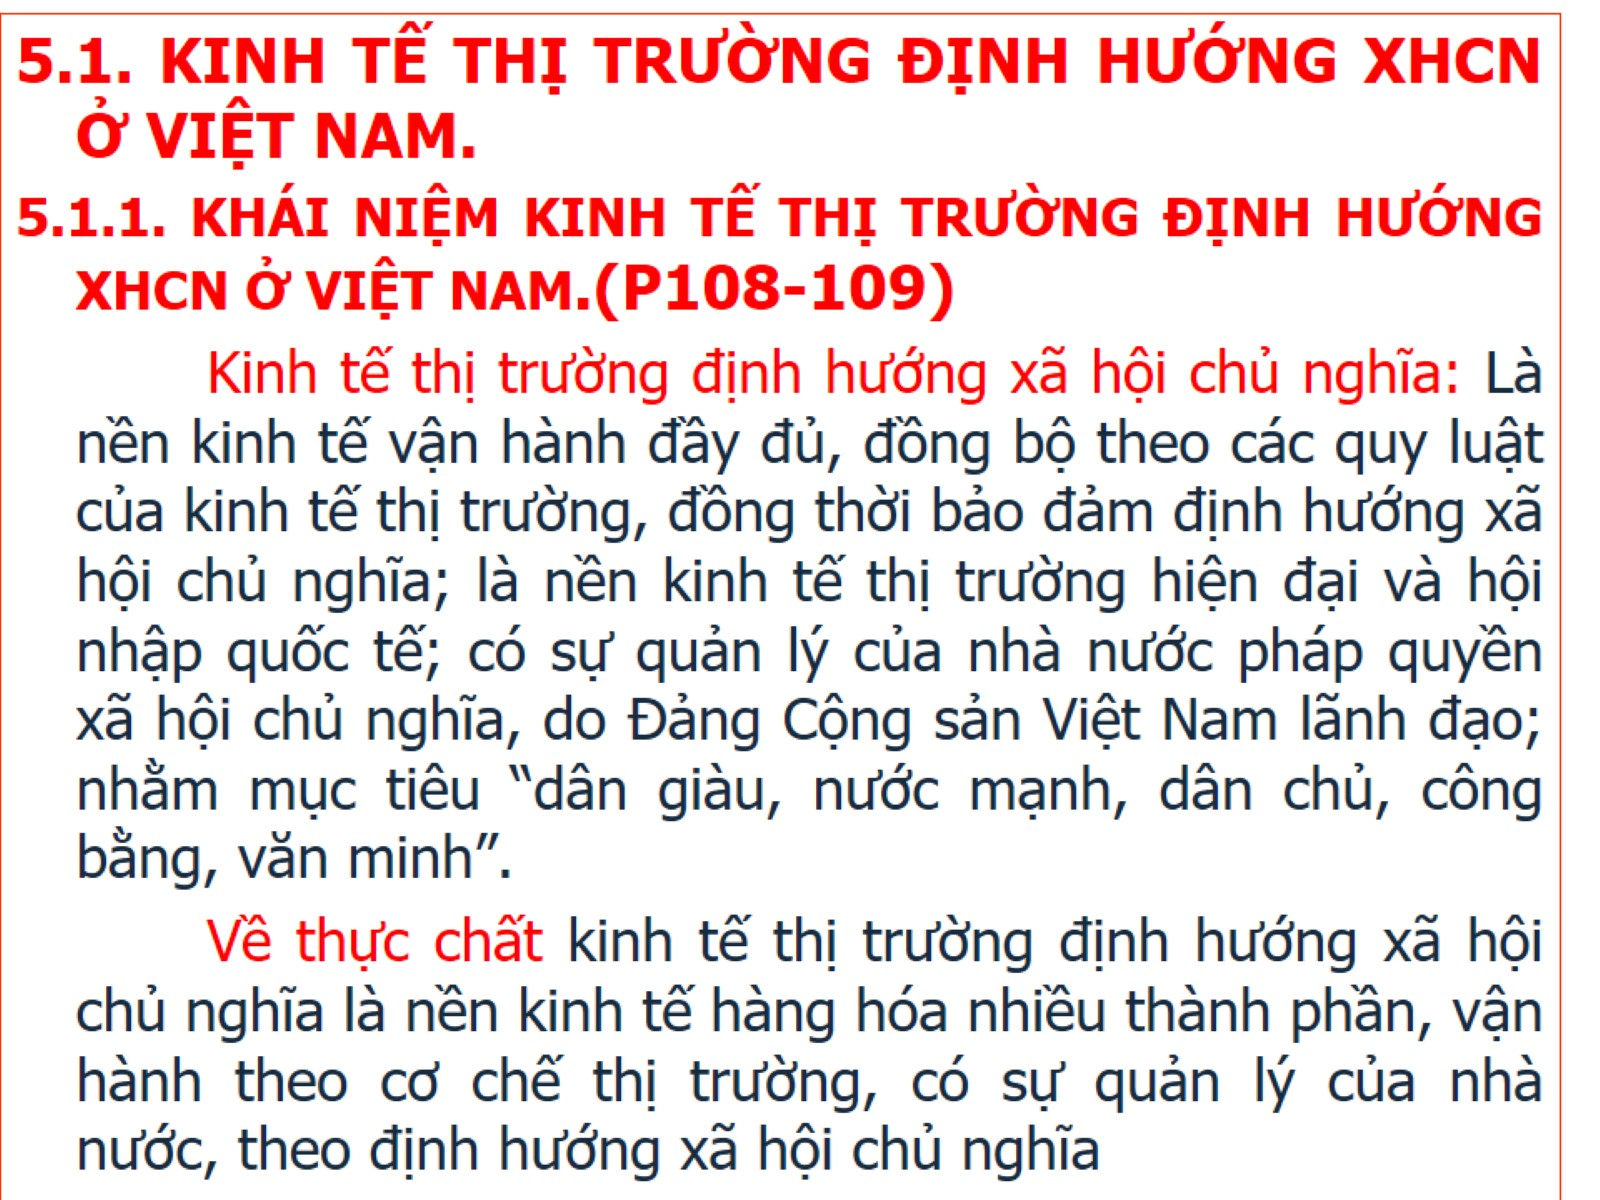 5.1. KINH TẾ THỊ TRƯỜNG ĐỊNH HƯỚNG XHCN
Ở VIỆT NAM.
5.1.1. KHÁI NIỆM KINH TẾ THỊ TRƯỜNG ĐỊNH HƯỚNG
XHCN Ở VIỆT NAM.(P108-109)
Kinh tế thị trường định hướng xã hội chủ nghĩa: Là
nền kinh tế vận hành đầy đủ, đồng bộ theo các quy luật
của kinh tế thị trường, đồng thời bảo đảm định hướng xã
hội chủ nghĩa; là nền kinh tế thị trường hiện đại và hội
nhập quốc tế; có sự quản lý của nhà nước pháp quyền
xã hội chủ nghĩa, do Đảng Cộng sản Việt Nam lãnh đạo;
nhằm mục tiêu “dân giàu, nước mạnh, dân chủ, công
bằng, văn minh”.
Về thực chất kinh tế thị trường định hướng xã hội
chủ nghĩa là nền kinh tế hàng hóa nhiều thành phần, vận
hành theo cơ chế thị trường, có sự quản lý của nhà
nước, theo định hướng xã hội chủ nghĩa